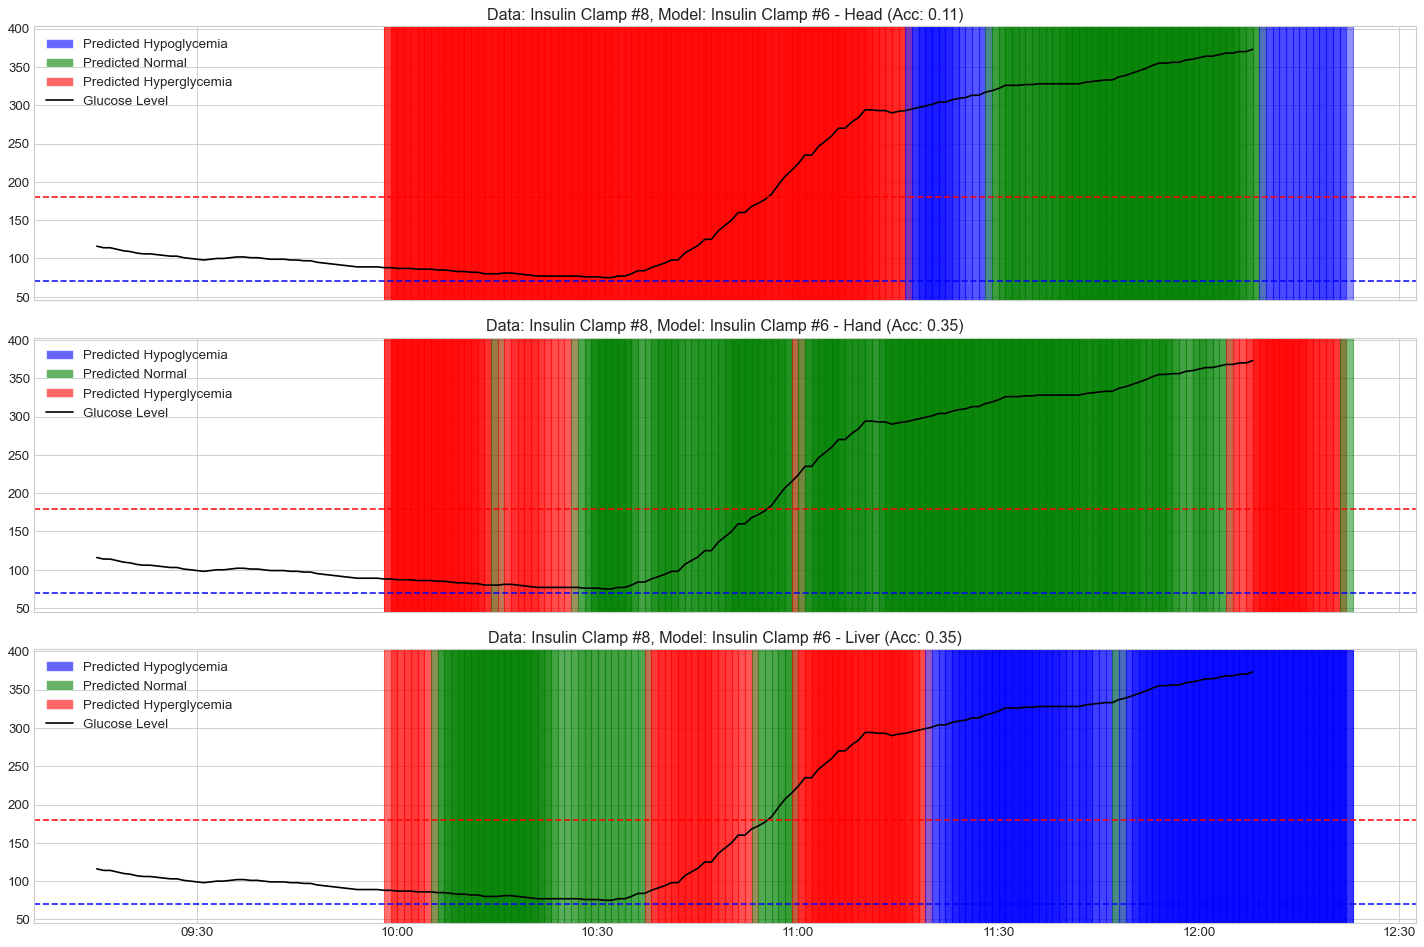 Data: Insulin Clamp #8, Model: Insulin Clamp #6 - Head (Acc: 0.11)
400
350
300
250
200
150
100
50
Predicted Hypoglycemia
Predicted Normal
Predicted Hyperglycemia
Glucose Level
Data: Insulin Clamp #8, Model: Insulin Clamp #6 - Hand (Acc: 0.35)
400
350
300
250
200
150
100
50
Predicted Hypoglycemia
Predicted Normal
Predicted Hyperglycemia
Glucose Level
Data: Insulin Clamp #8, Model: Insulin Clamp #6 - Liver (Acc: 0.35)
400
350
300
250
200
150
100
50
Predicted Hypoglycemia
Predicted Normal
Predicted Hyperglycemia
Glucose Level
09:30 10:00 10:30 11:00 11:30 12:00 12:30